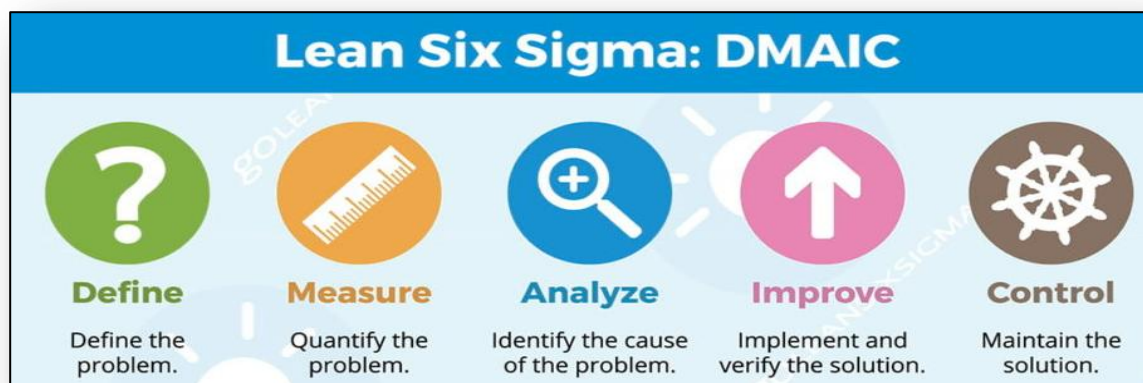 Lean Six Sigma: DMAIC
Define
Define the
problem.
Measure
Quantify the
problem.
Analyze
Identify the cause
of the problem.
Improve
Implement and
verify the solution.
Control
Maintain the
solution.